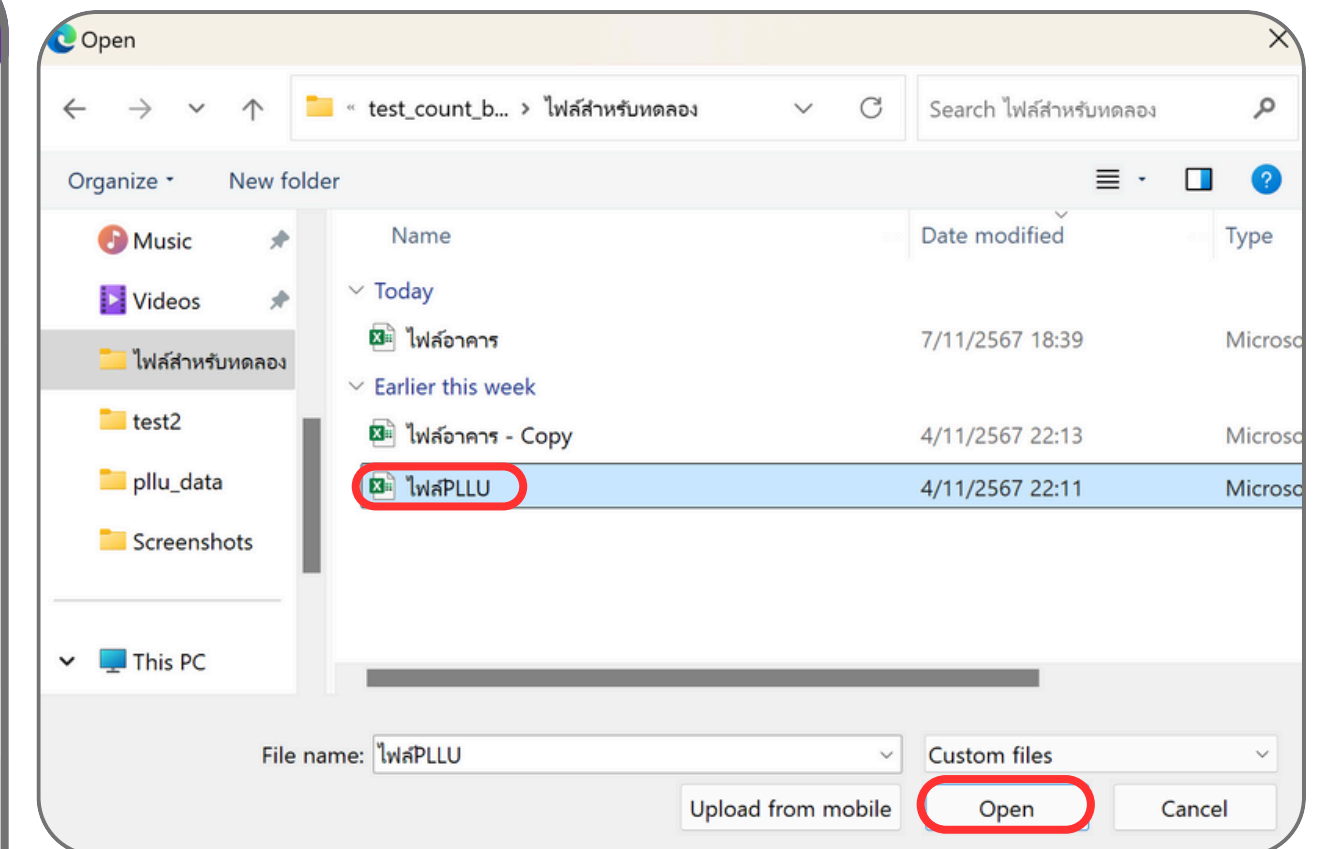 Open
« test_count_b... > ไฟล์สำหรับทดลอง
Search ไฟล์สำหรับทดลอง
Organize New folder
Music
Videos
ไฟล์สำหรับทดลอง
test2
pllu_data
Screenshots
This PC
Name Date modified Type
Today
ไฟล์อาคาร 7/11/2567 18:39 Microso
Earlier this week
ไฟล์อาคาร - Copy 4/11/2567 22:13 Microso
ไฟล์PLLU 4/11/2567 22:11 Microso
File name: ไฟล์PLLU Custom files
Upload from mobile Open Cancel